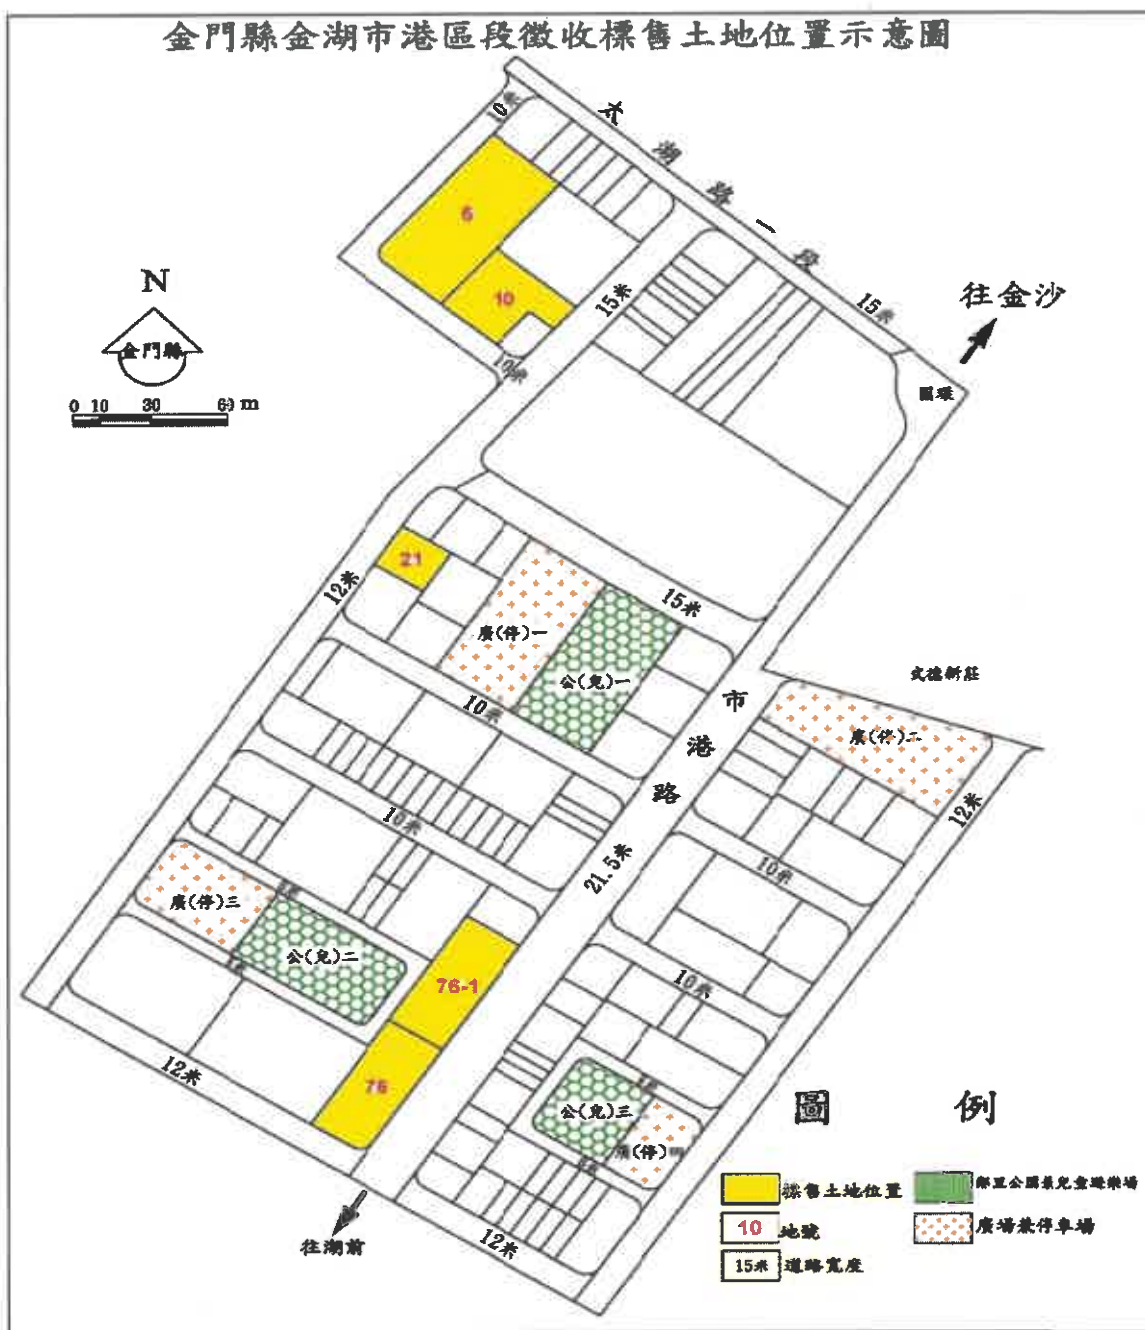 金門縣金湖市港區段徵收標售土地位置示意圖
太湖路一段
10米
6
10
15米
15米
10米
往金沙
圓環
N
金門縣
0 10 30 60 m
21
12米
15米
廣(停)一
公(兒)一
10米
市港路
21.5米
廣(停)二
12米
10米
10米
10米
廣(停)三
公(兒)二
76-1
76
12米
公(兒)三
廣(停)四
12米
往湖前
圖例
標售土地位置
鄰里公園兼兒童遊樂場
10 地號
廣場兼停車場
15米 道路寬度